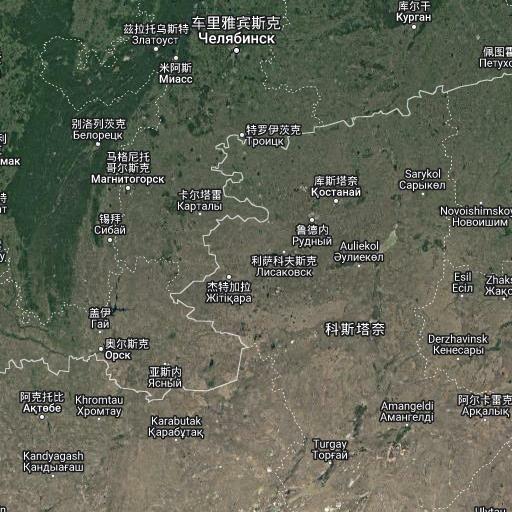 车里雅宾斯克
Челябинск
库尔干
Курган
兹拉托乌斯特
Златоуст
米阿斯
Миасс
佩图霍
Петухо
特罗伊茨克
Троицк
别洛列茨克
Белорецк
马格尼托
哥尔斯克
Магнитогорск
卡尔塔雷
Карталы
库斯塔奈
Қостанай
Sarykol
Сарыкөл
Novoishimskoy
Новоишим
锡拜
Сибай
鲁德内
Рудный
Auliekol
Әулиекөл
利萨科夫斯克
Лисаковск
杰特加拉
Жітіқара
Esil
Есіл
Zhaks
Жақс
盖伊
Гай
科斯塔奈
奥尔斯克
Орск
Derzhavinsk
Кенесары
亚斯内
Ясный
阿克托比
Ақтөбе
Khromtau
Хромтау
Karabutak
Қарабұтақ
Amangeldi
Амангелді
阿尔卡雷克
Арқалық
Kandyagash
Қандыағаш
Turgay
Торғай